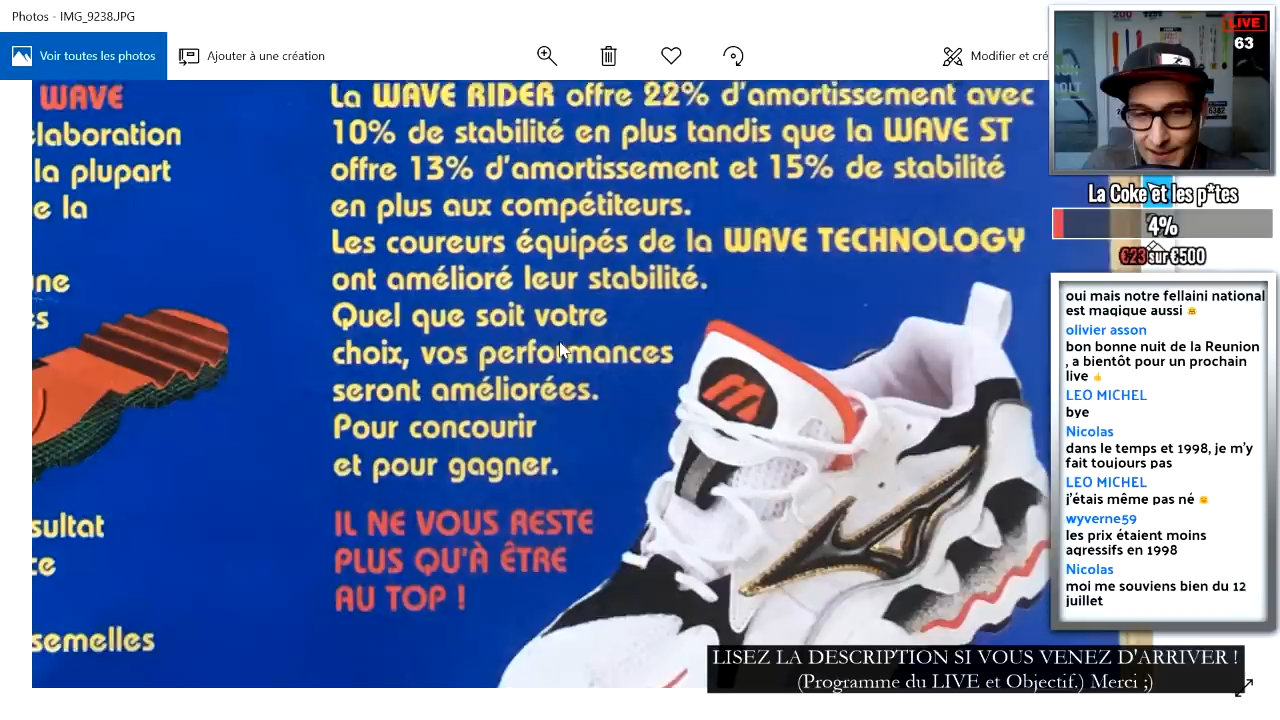 Photos - IMG_9238.JPG
Voir toutes les photos
Ajouter à une création
Modifier et cré
LIVE
63
WAVE
élaboration
la plupart
e la
ne
s
sultat
ce
semelles
La WAVE RIDER offre 22% d'amortissement avec
10% de stabilité en plus tandis que la WAVE ST
offre 13% d'amortissement et 15% de stabilité
en plus aux compétiteurs.
Les coureurs équipés de la WAVE TECHNOLOGY
ont amélioré leur stabilité.
Quel que soit votre
choix, vos performances
seront améliorées.
Pour concourir
et pour gagner.
IL NE VOUS RESTE
PLUS QU'À ÊTRE
AU TOP !
La Coke et les p*tes
4%
€23 sur €500
oui mais notre fellaini national
est magique aussi
olivier asson
bon bonne nuit de la Reunion
, a bientôt pour un prochain
live
LEO MICHEL
bye
Nicolas
dans le temps et 1998, je m'y
fait toujours pas
LEO MICHEL
j'étais même pas né
wyverne59
les prix étaient moins
agressifs en 1998
Nicolas
moi me souviens bien du 12
juillet
LISEZ LA DESCRIPTION SI VOUS VENEZ D'ARRIVER !
(Programme du LIVE et Objectif.) Merci ;)